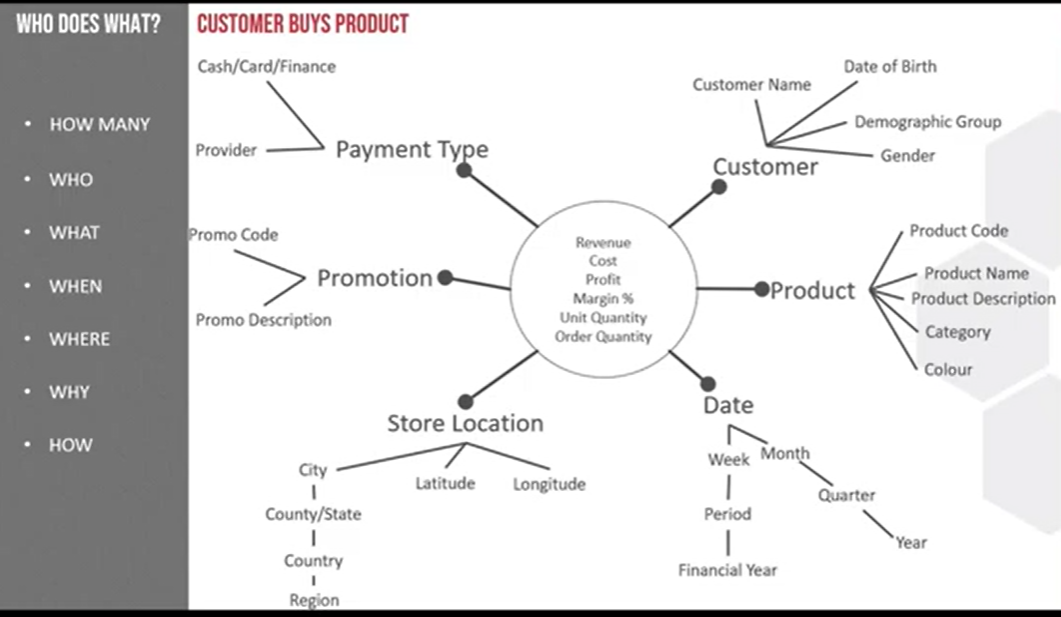 WHO DOES WHAT?
• HOW MANY
• WHO
• WHAT
• WHEN
• WHERE
• WHY
• HOW
CUSTOMER BUYS PRODUCT
Cash/Card/Finance
Provider
Payment Type
Promo Code
Promotion
Promo Description
Store Location
City
Latitude
Longitude
County/State
Country
Region
Revenue
Cost
Profit
Margin %
Unit Quantity
Order Quantity
Customer Name
Date of Birth
Demographic Group
Gender
Customer
Product Code
Product Name
Product
Product Description
Category
Colour
Date
Week
Month
Quarter
Period
Year
Financial Year